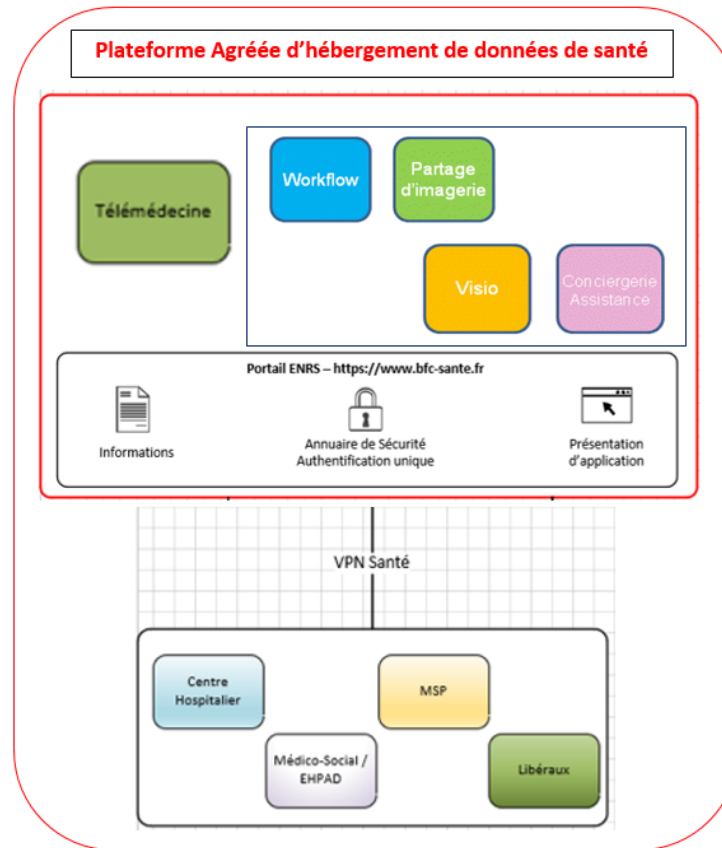 Plateforme Agréée d’hébergement de données de santé
Télémédecine
Workflow
Partage
d’imagerie
Visio
Conciergerie
Assistance
Portail ENRS – https://www.bfc-sante.fr
Informations
Annuaire de Sécurité
Authentification unique
Présentation
d’application
VPN Santé
Centre
Hospitalier
MSP
Médico-Social /
EHPAD
Libéraux